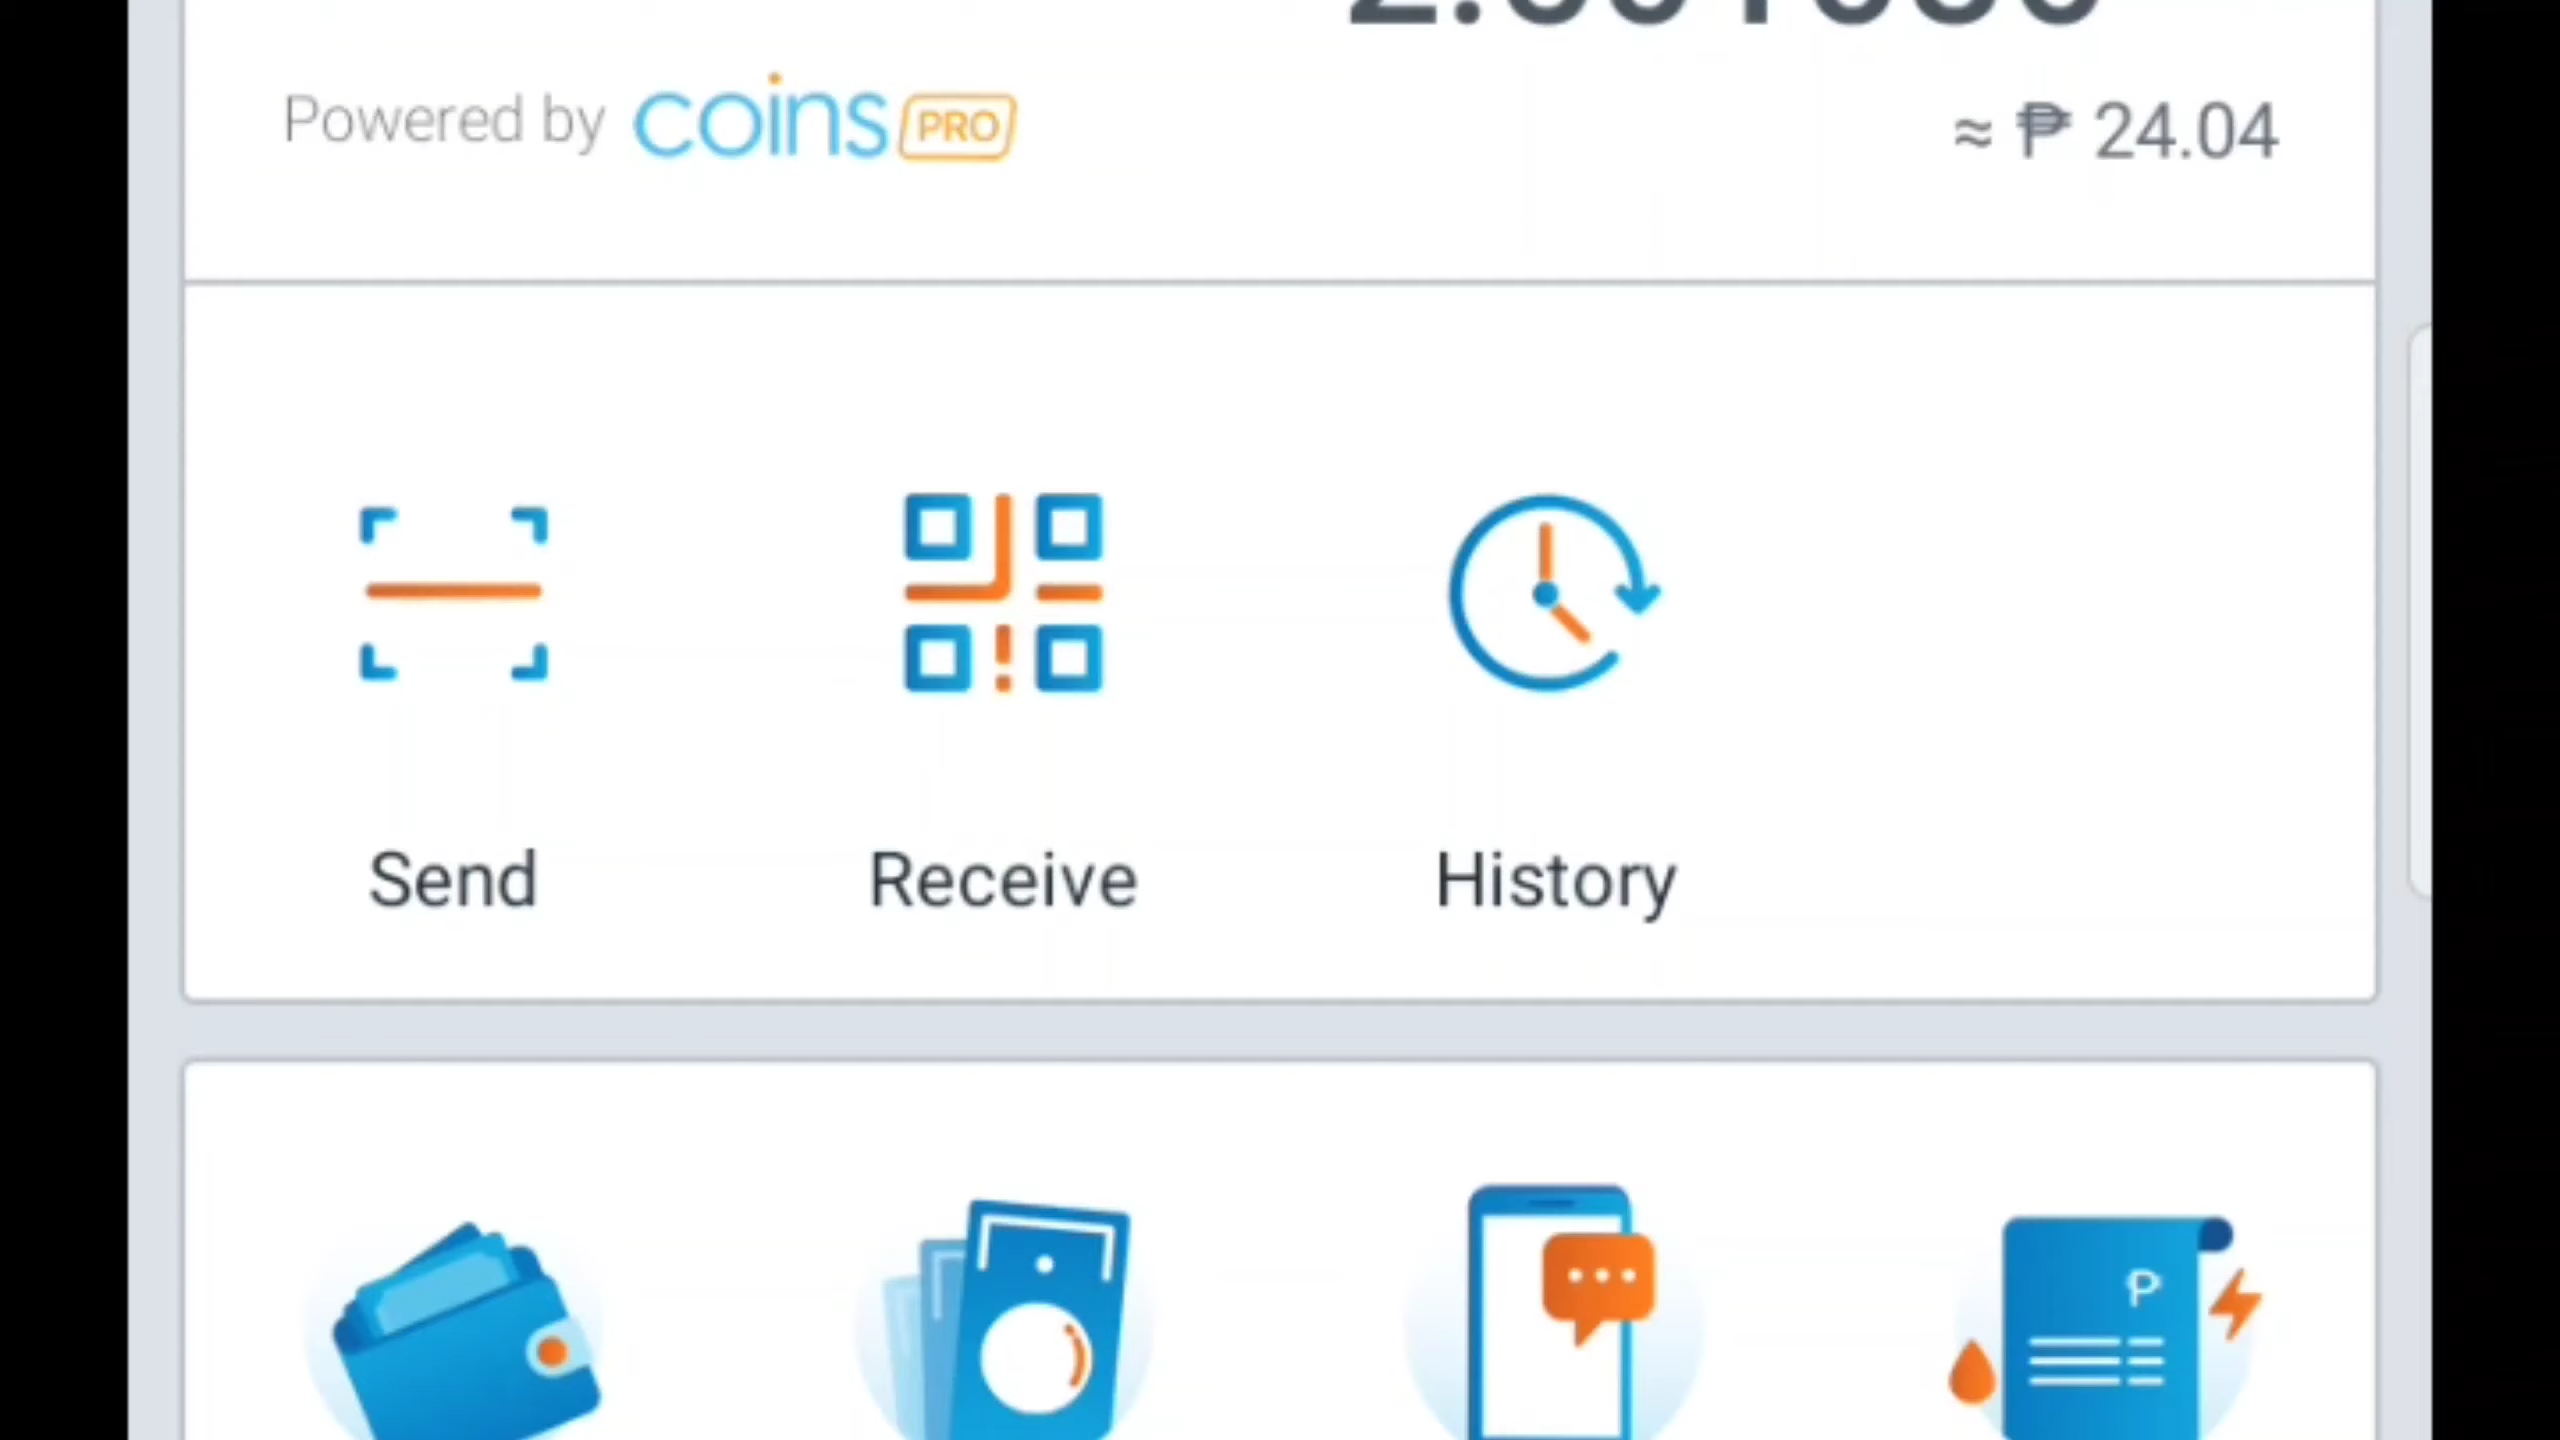 Powered by coins PRO
≈ ₱ 24.04
Send Receive History
₱